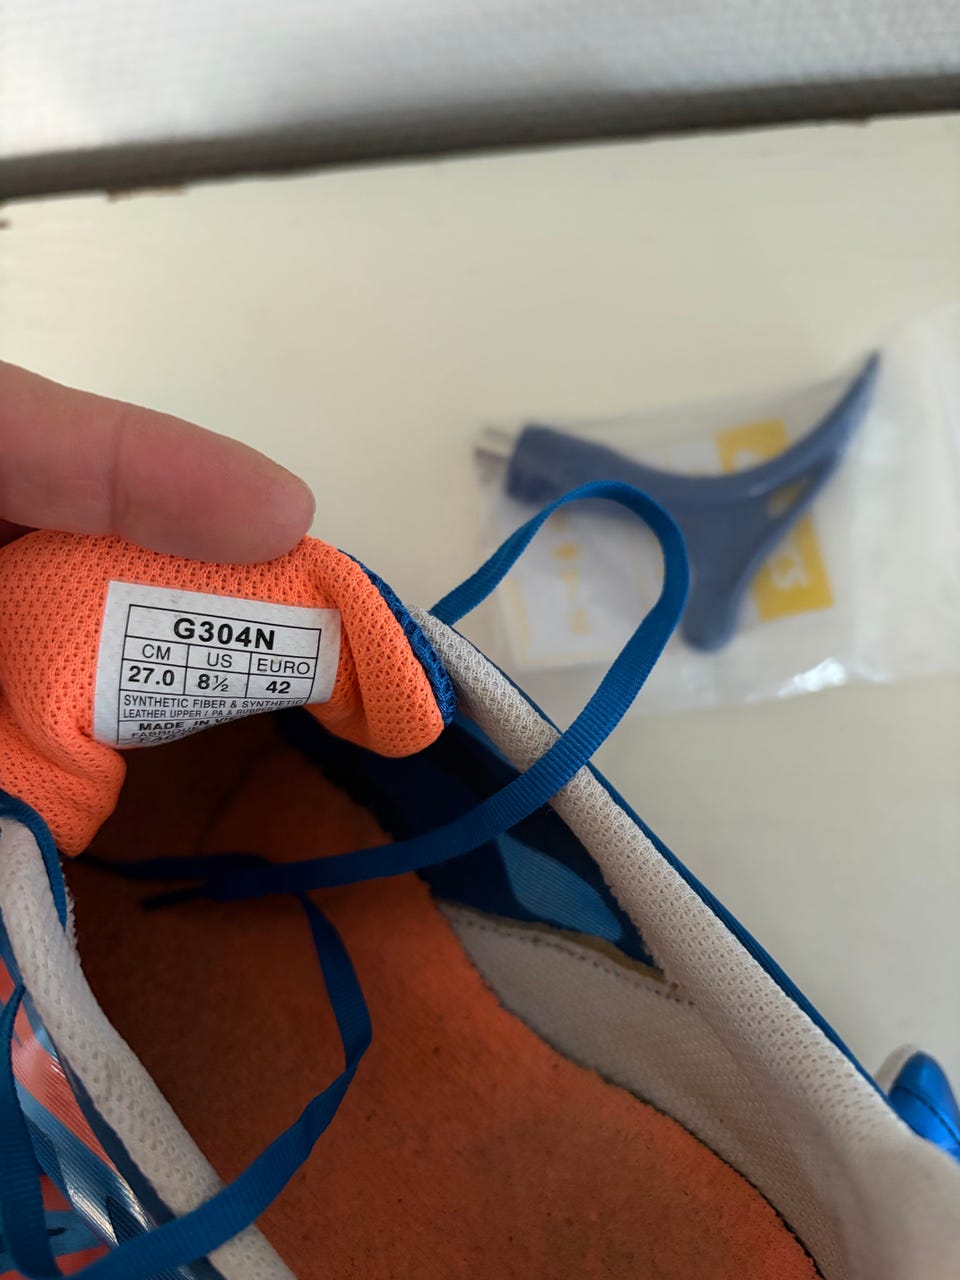 G304N
CM US EURO
27.0 8½ 42
SYNTHETIC FIBER & SYNTHETIC
LEATHER UPPER / PA & RUBBER
MADE IN